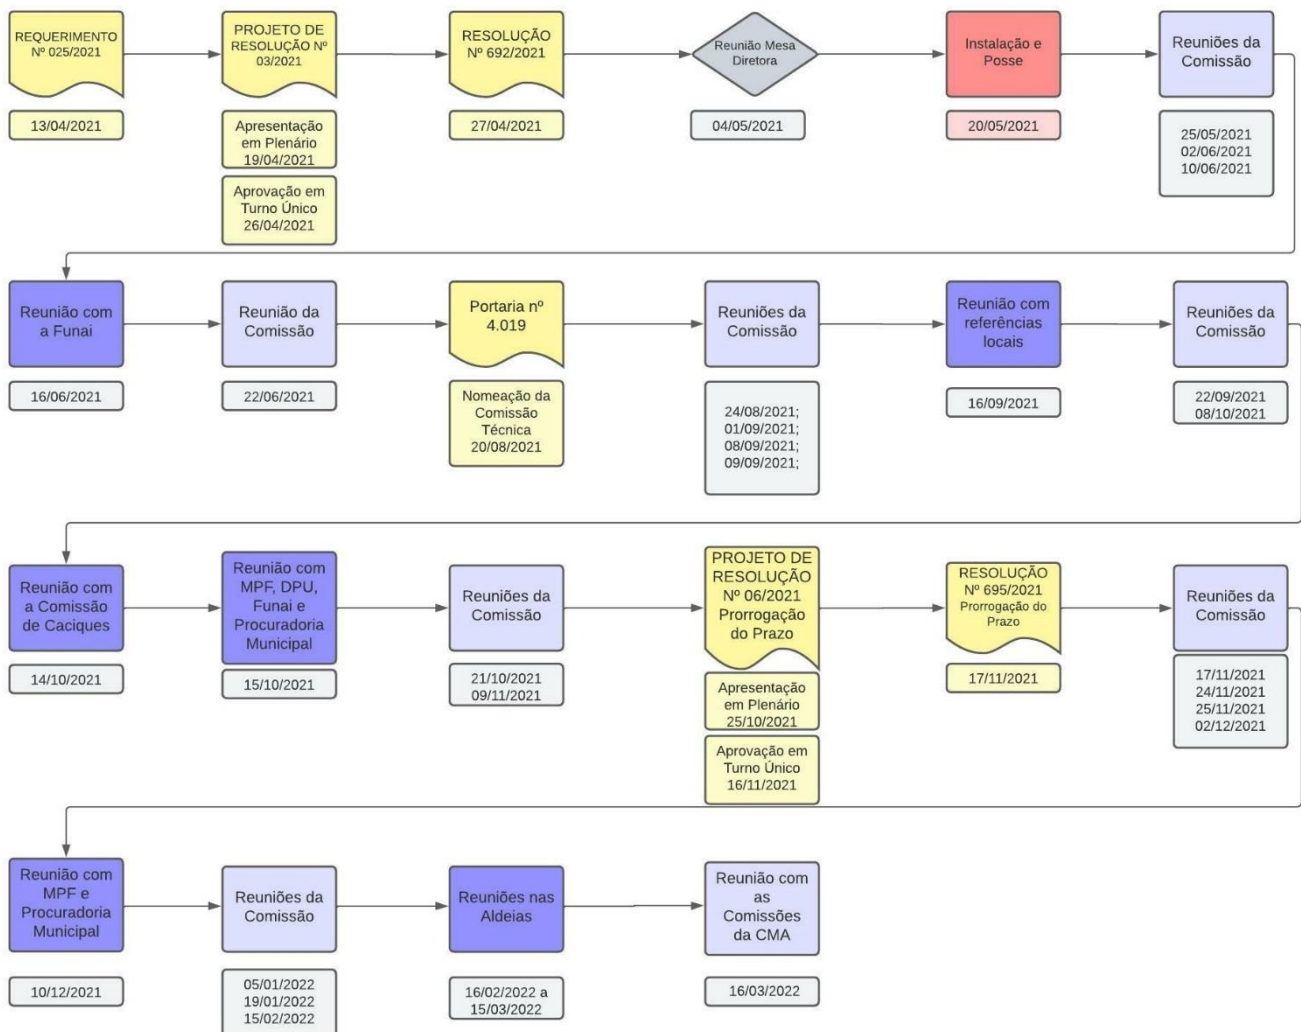 REQUERIMENTO
Nº 025/2021
13/04/2021
PROJETO DE
RESOLUÇÃO Nº
03/2021
Apresentação
em Plenário
19/04/2021
Aprovação em
Turno Único
26/04/2021
RESOLUÇÃO
Nº 692/2021
27/04/2021
Reunião Mesa
Diretora
04/05/2021
Instalação e
Posse
20/05/2021
Reuniões da
Comissão
25/05/2021
02/06/2021
10/06/2021
Reunião com
a Funai
16/06/2021
Reunião da
Comissão
22/06/2021
Portaria nº
4.019
Nomeação da
Comissão
Técnica
20/08/2021
Reuniões da
Comissão
24/08/2021;
01/09/2021;
08/09/2021;
09/09/2021;
Reunião com
referências
locais
16/09/2021
Reuniões da
Comissão
22/09/2021
08/10/2021
Reunião com
a Comissão
de Caciques
14/10/2021
Reunião com
MPF, DPU,
Funai e
Procuradoria
Municipal
15/10/2021
Reuniões da
Comissão
21/10/2021
09/11/2021
PROJETO DE
RESOLUÇÃO
Nº 06/2021
Prorrogação
do Prazo
Apresentação
em Plenário
25/10/2021
Aprovação em
Turno Único
16/11/2021
RESOLUÇÃO
Nº 695/2021
Prorrogação do
Prazo
17/11/2021
Reuniões da
Comissão
17/11/2021
24/11/2021
25/11/2021
02/12/2021
Reunião com
MPF e
Procuradoria
Municipal
10/12/2021
Reuniões da
Comissão
05/01/2022
19/01/2022
15/02/2022
Reuniões nas
Aldeias
16/02/2022 a
15/03/2022
Reunião com
as
Comissões
da CMA
16/03/2022